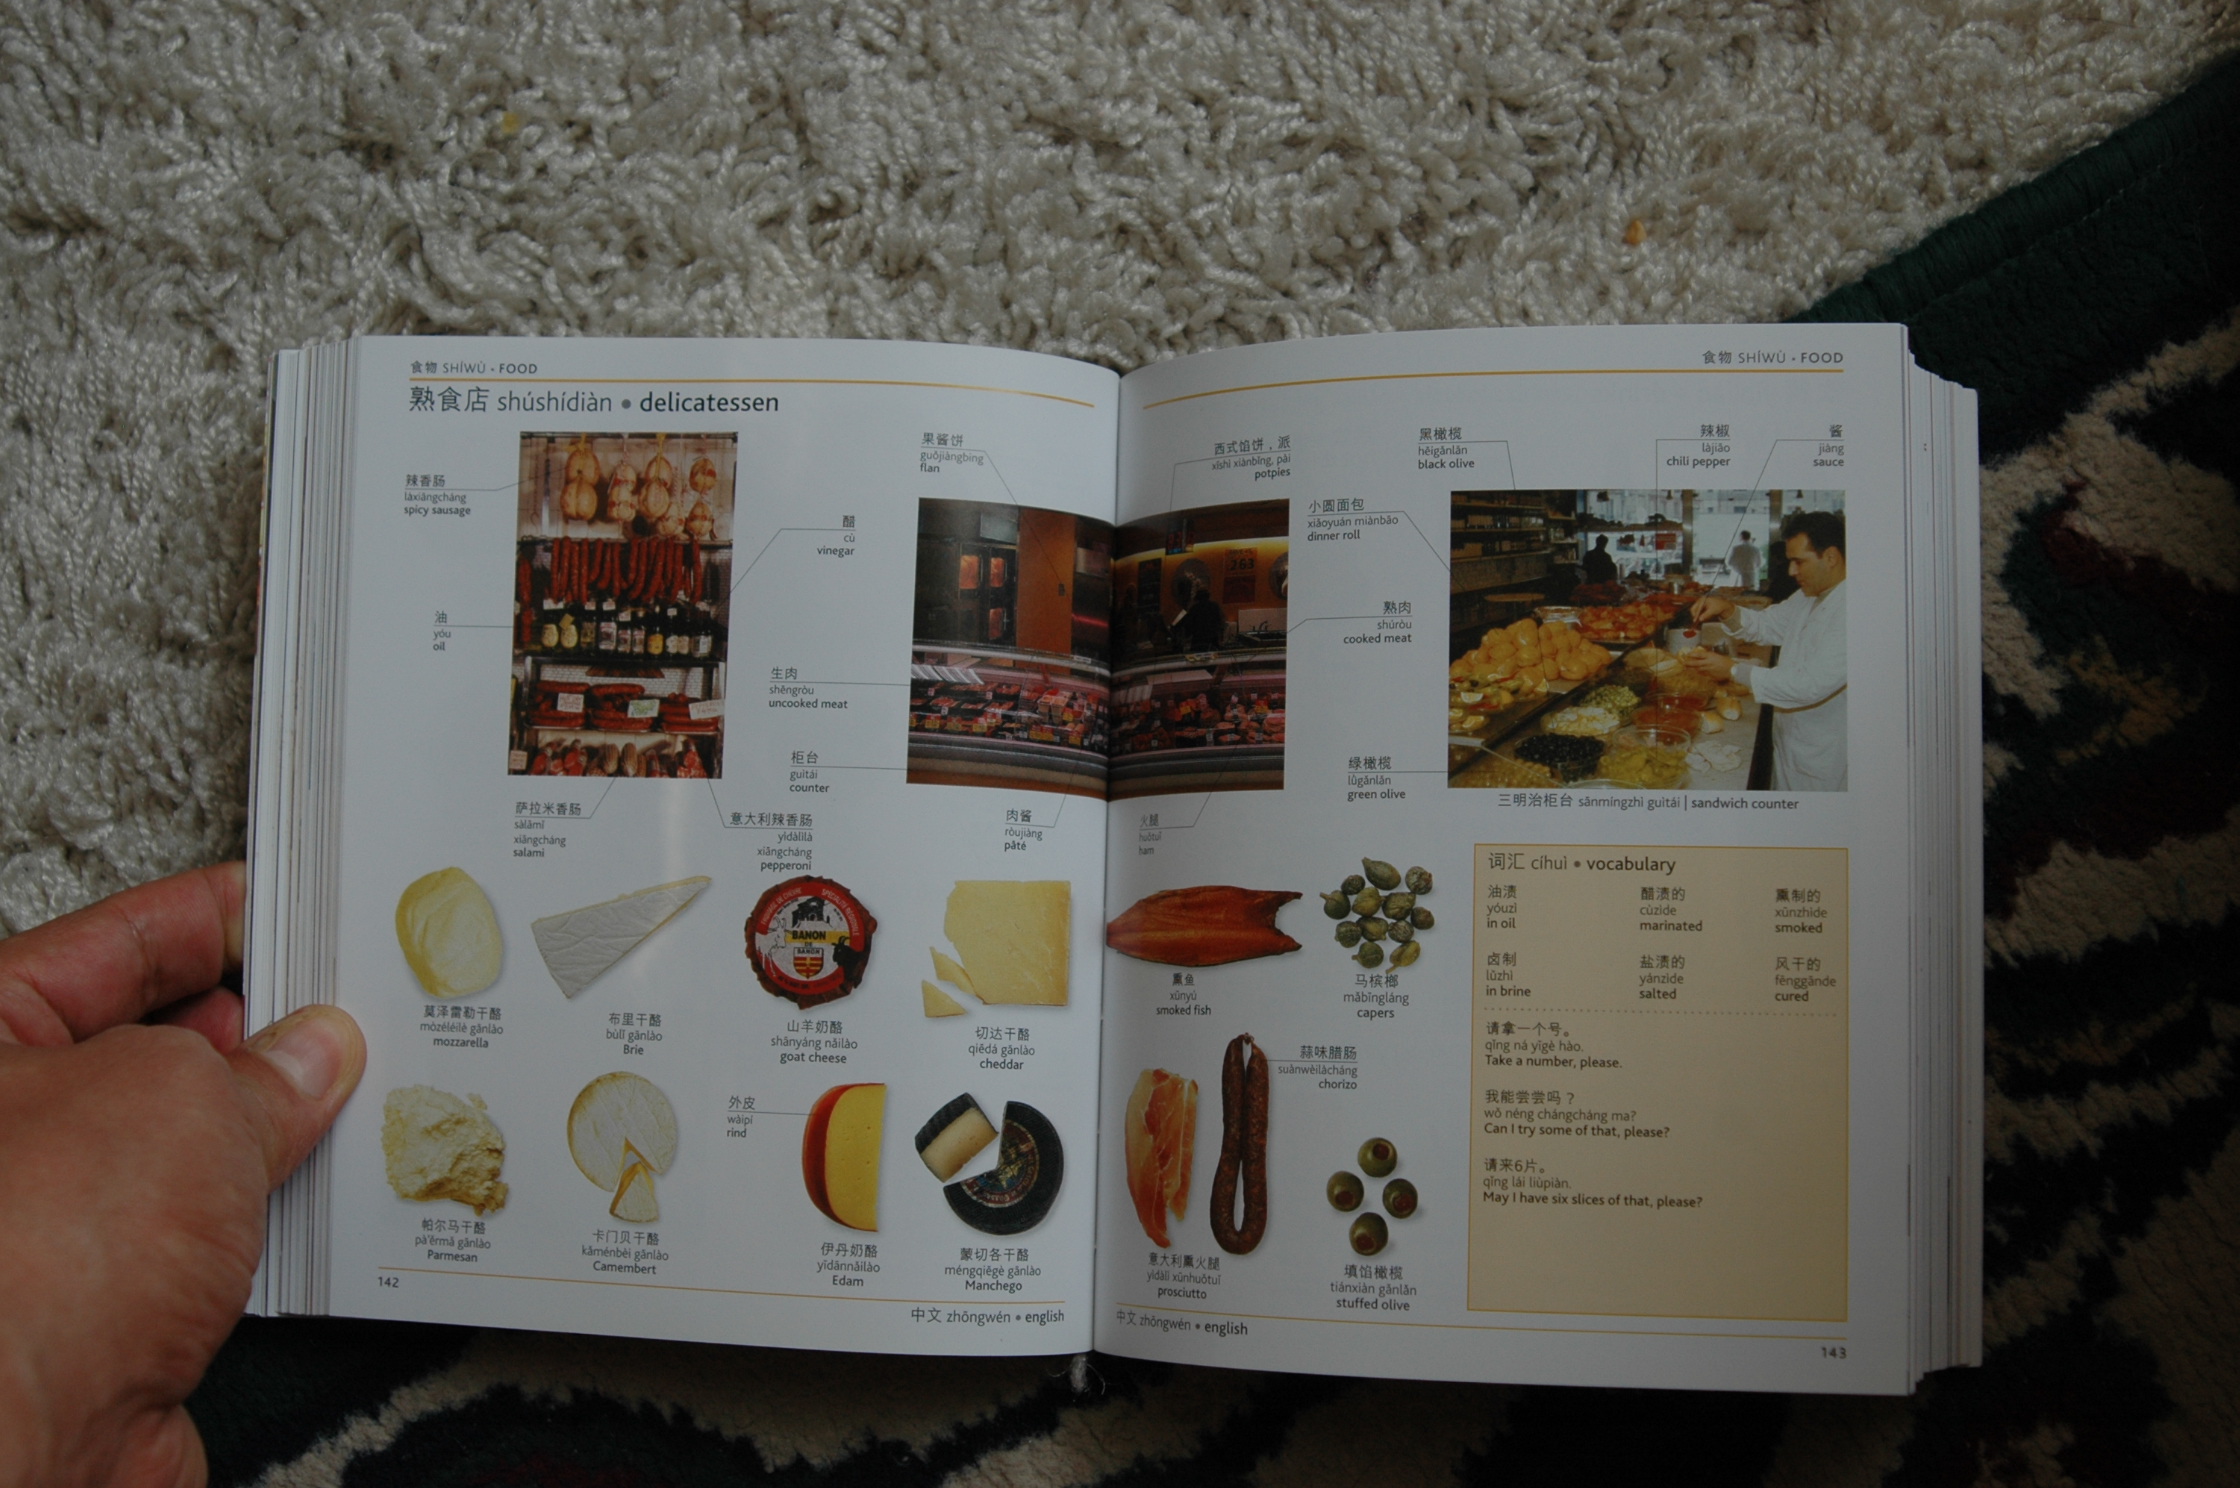 食物 SHÍWÙ • FOOD
熟食店 shúshídiàn • delicatessen
辣香肠
làxiāngcháng
spicy sausage
油
yóu
oil
醋
cù
vinegar
果酱饼
guǒjiàngbǐng
flan
生肉
shēngròu
uncooked meat
柜台
guìtái
counter
萨拉米香肠
sàlāmǐ
xiāngcháng
salami
意大利辣香肠
yìdàlìlà
xiāngcháng
pepperoni
肉酱
ròujiàng
pâté
莫泽雷勒干酪
mòzéléilè gānlào
mozzarella
布里干酪
bùlǐ gānlào
Brie
山羊奶酪
shānyáng nǎilào
goat cheese
BANON
切达干酪
qiēdá gānlào
cheddar
外皮
wàipí
rind
帕尔马干酪
pà'ěrmǎ gānlào
Parmesan
卡门贝干酪
kǎménbèi gānlào
Camembert
伊丹奶酪
yīdānnǎilào
Edam
蒙切各干酪
méngqiēgè gānlào
Manchego
142
中文 zhōngwén • english
食物 SHÍWÙ • FOOD
西式馅饼，派
xīshì xiànbǐng, pài
potpies
黑橄榄
hēigǎnlǎn
black olive
辣椒
làjiāo
chili pepper
酱
jiàng
sauce
小圆面包
xiǎoyuán miànbāo
dinner roll
熟肉
shúròu
cooked meat
绿橄榄
lǜgǎnlǎn
green olive
火腿
huǒtuǐ
ham
三明治柜台 sānmíngzhì guìtái | sandwich counter
熏鱼
xūnyú
smoked fish
马槟榔
mǎbīngláng
capers
意大利熏火腿
yìdàlì xūnhuǒtuǐ
prosciutto
蒜味腊肠
suànwèilàcháng
chorizo
填馅橄榄
tiánxiàn gǎnlǎn
stuffed olive
词汇 cíhuì • vocabulary
油渍
yóuzì
in oil
醋渍的
cùzìde
marinated
熏制的
xūnzhìde
smoked
卤制
lǔzhì
in brine
盐渍的
yánzìde
salted
风干的
fēnggānde
cured
请拿一个号。
qǐng ná yīgè hào.
Take a number, please.
我能尝尝吗？
wǒ néng chángcháng ma?
Can I try some of that, please?
请来6片。
qǐng lái liùpiàn.
May I have six slices of that, please?
中文 zhōngwén • english
143